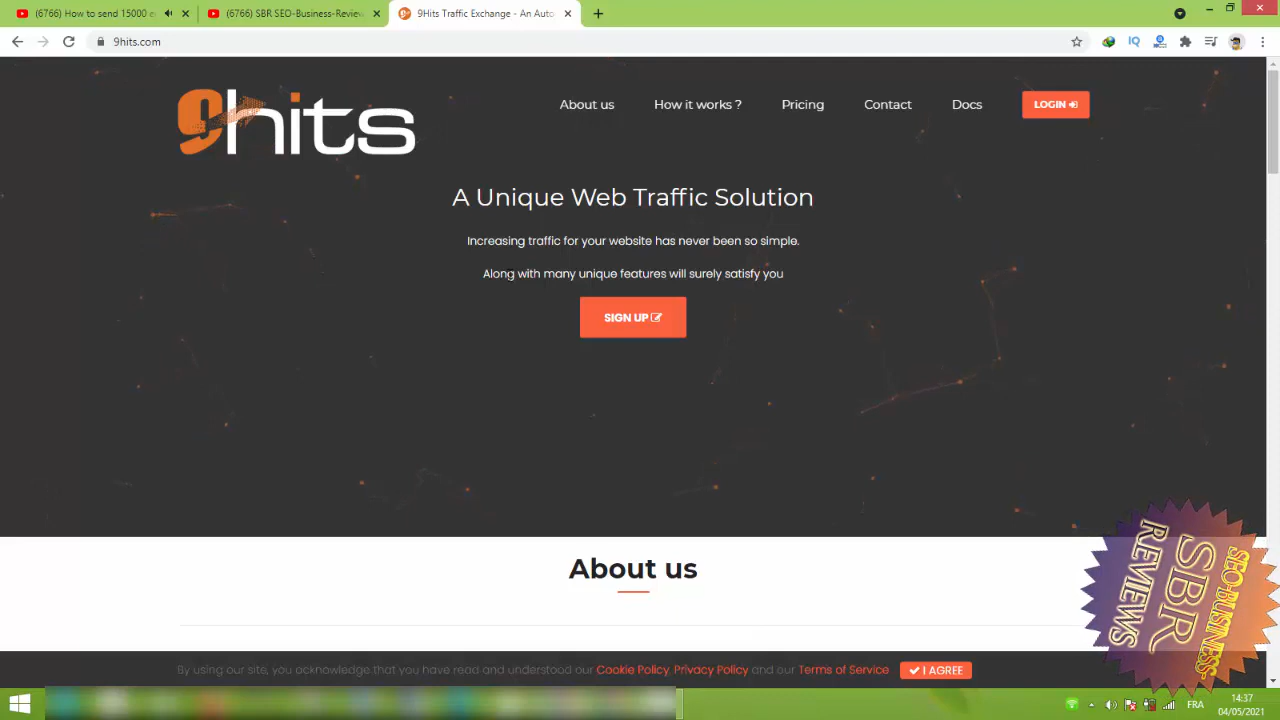 (6766) How to send 15000
(6766) SBR SEO-Business-Review
9Hits Traffic Exchange - An Auto
9hits.com
9hits
About us
How it works ?
Pricing
Contact
Docs
LOGIN
A Unique Web Traffic Solution
Increasing traffic for your website has never been so simple.
Along with many unique features will surely satisfy you
SIGN UP
About us
By using our site, you acknowledge that you have read and understood our Cookie Policy, Privacy Policy and our Terms of Service
I AGREE
SEO-BUSINESS-
SBR
REVIEWS
FRA
14:37
04/05/2021